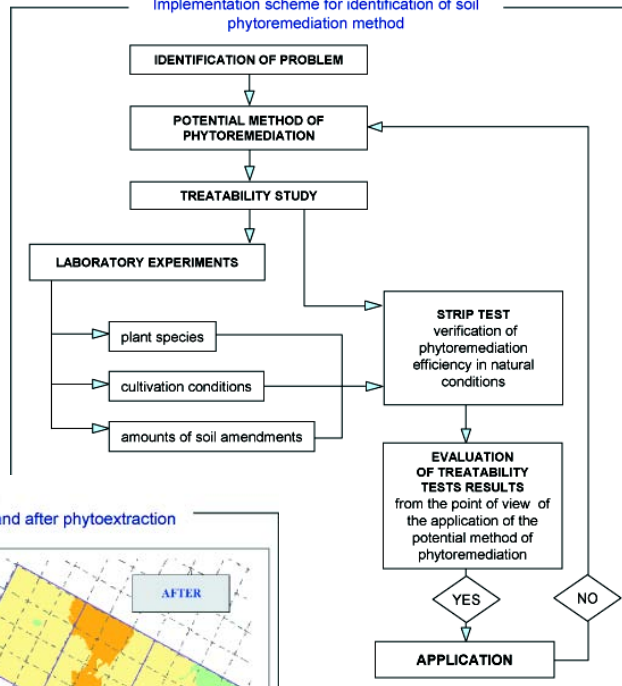 Implementation scheme for identification of soil
phytoremediation method
IDENTIFICATION OF PROBLEM
POTENTIAL METHOD OF
PHYTOREMEDIATION
TREATABILITY STUDY
LABORATORY EXPERIMENTS
plant species
cultivation conditions
amounts of soil amendments
STRIP TEST
verification of
phytoremediation
efficiency in natural
conditions
EVALUATION
OF TREATABILITY
TESTS RESULTS
from the point of view of
the application of the
potential method of
phytoremediation
YES
NO
APPLICATION
and after phytoextraction
AFTER